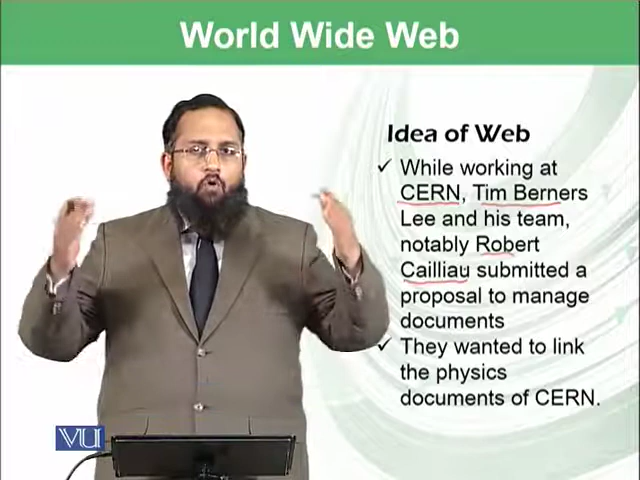 World Wide Web
Idea of Web
✓ While working at
CERN, Tim Berners
Lee and his team,
notably Robert
Cailliau submitted a
proposal to manage
documents
✓ They wanted to link
the physics
documents of CERN.
VU